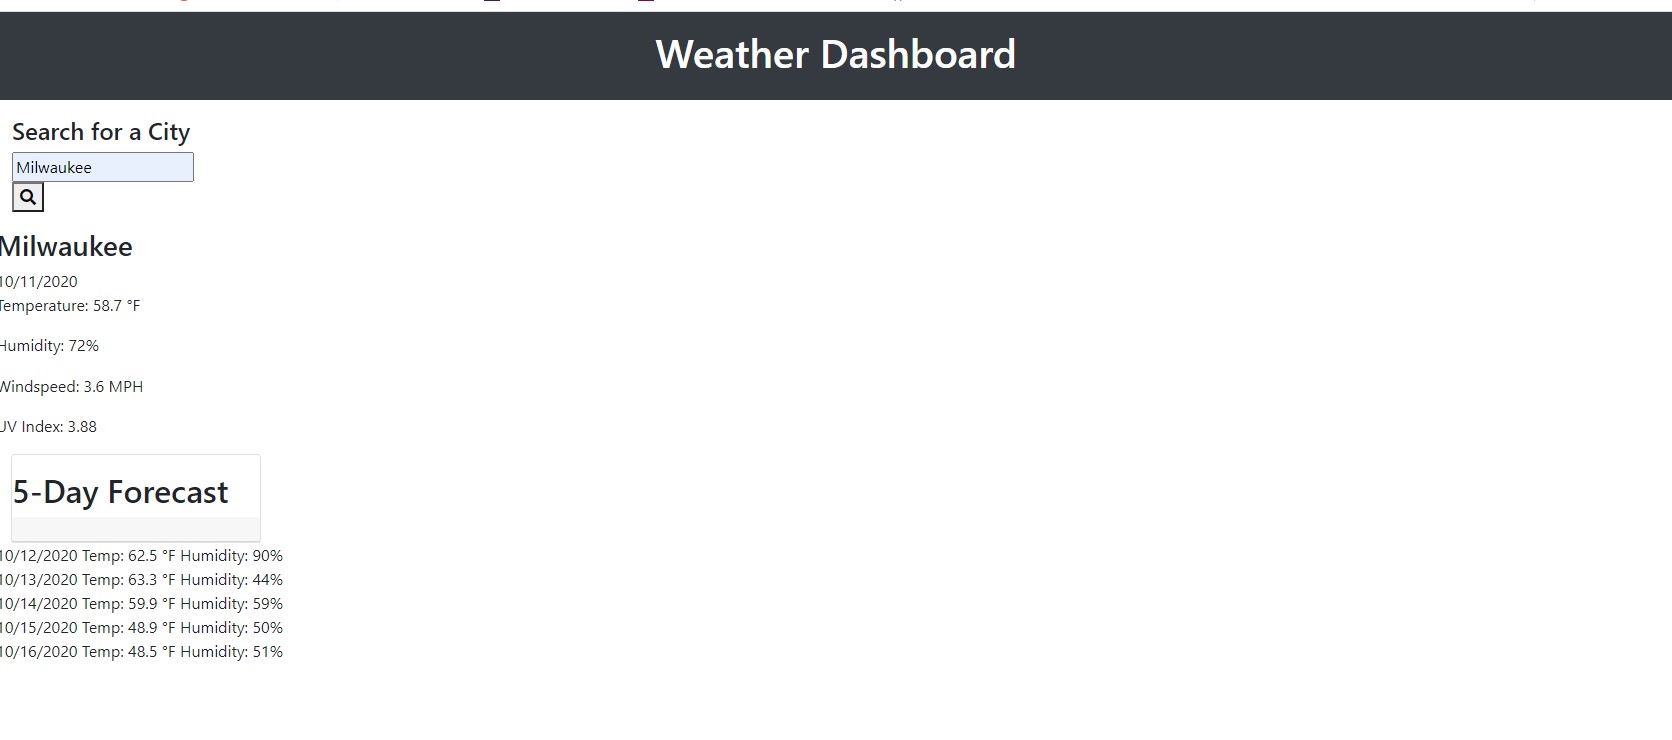 Weather Dashboard
Search for a City
Milwaukee
Milwaukee
10/11/2020
Temperature: 58.7 °F
Humidity: 72%
Windspeed: 3.6 MPH
UV Index: 3.88
5-Day Forecast
10/12/2020 Temp: 62.5 °F Humidity: 90%
10/13/2020 Temp: 63.3 °F Humidity: 44%
10/14/2020 Temp: 59.9 °F Humidity: 59%
10/15/2020 Temp: 48.9 °F Humidity: 50%
10/16/2020 Temp: 48.5 °F Humidity: 51%